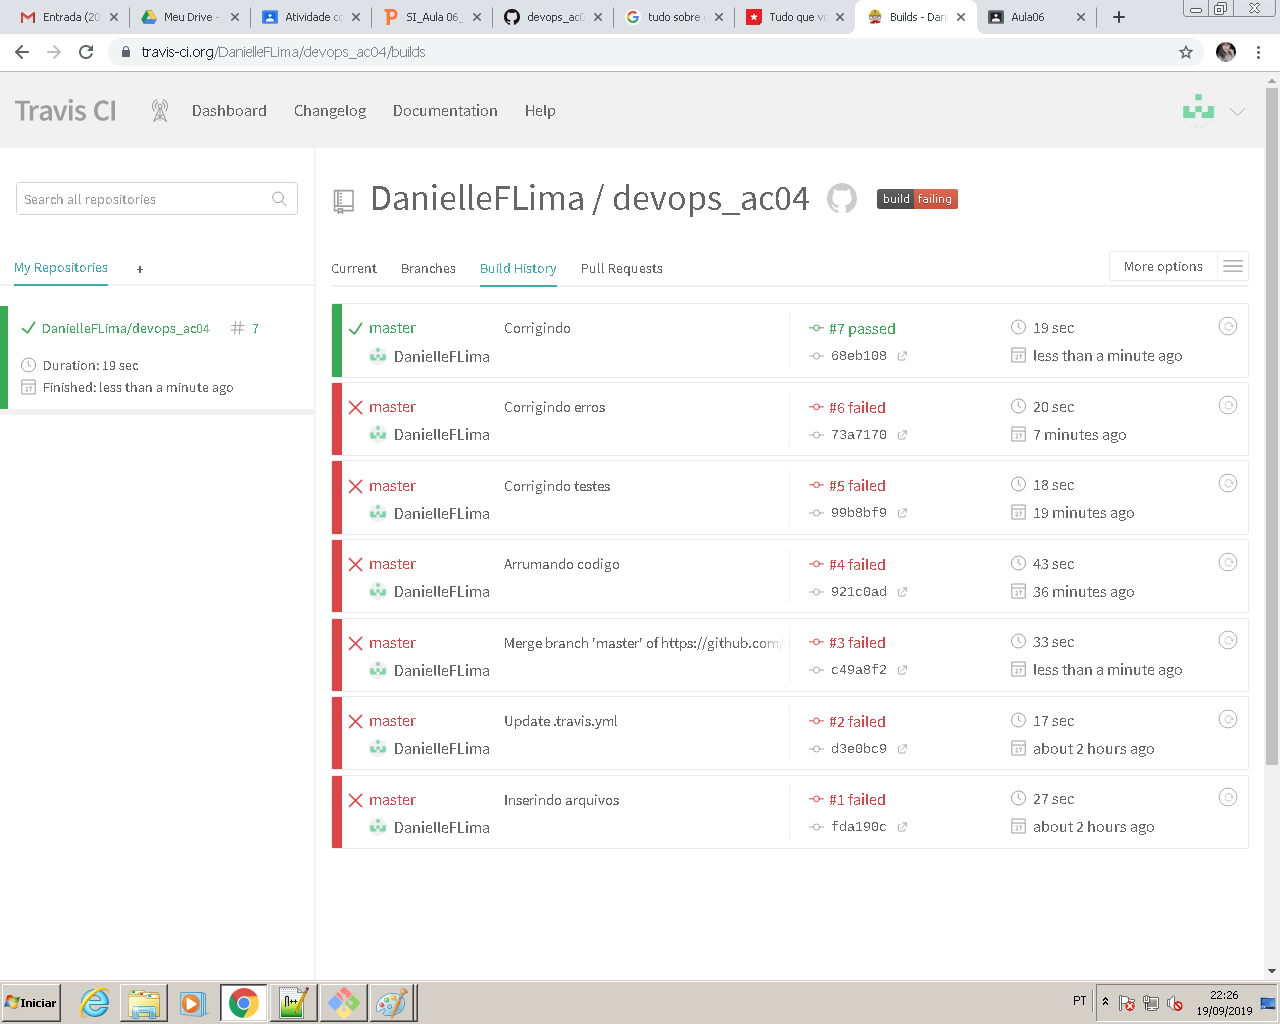 Entrada (20
Meu Drive -
Atividade co
SI_Aula 06_
devops_ac0
tudo sobre
Tudo que v
Builds - Dan
Aula06
travis-ci.org/DanielleFLima/devops_ac04/builds
Travis CI
Dashboard
Changelog
Documentation
Help
Search all repositories
My Repositories
+
DanielleFLima/devops_ac04
# 7
Duration: 19 sec
Finished: less than a minute ago
DanielleFLima / devops_ac04
build failing
Current
Branches
Build History
Pull Requests
More options
master
Corrigindo
#7 passed
19 sec
DanielleFLima
68eb108
less than a minute ago
master
Corrigindo erros
#6 failed
20 sec
DanielleFLima
73a7170
7 minutes ago
master
Corrigindo testes
#5 failed
18 sec
DanielleFLima
99b8bf9
19 minutes ago
master
Arrumando codigo
#4 failed
43 sec
DanielleFLima
921c0ad
36 minutes ago
master
Merge branch 'master' of https://github.com/
#3 failed
33 sec
DanielleFLima
c49a8f2
less than a minute ago
master
Update .travis.yml
#2 failed
17 sec
DanielleFLima
d3e0bc9
about 2 hours ago
master
Inserindo arquivos
#1 failed
27 sec
DanielleFLima
fda190c
about 2 hours ago
Iniciar
PT
22:26
19/09/2019